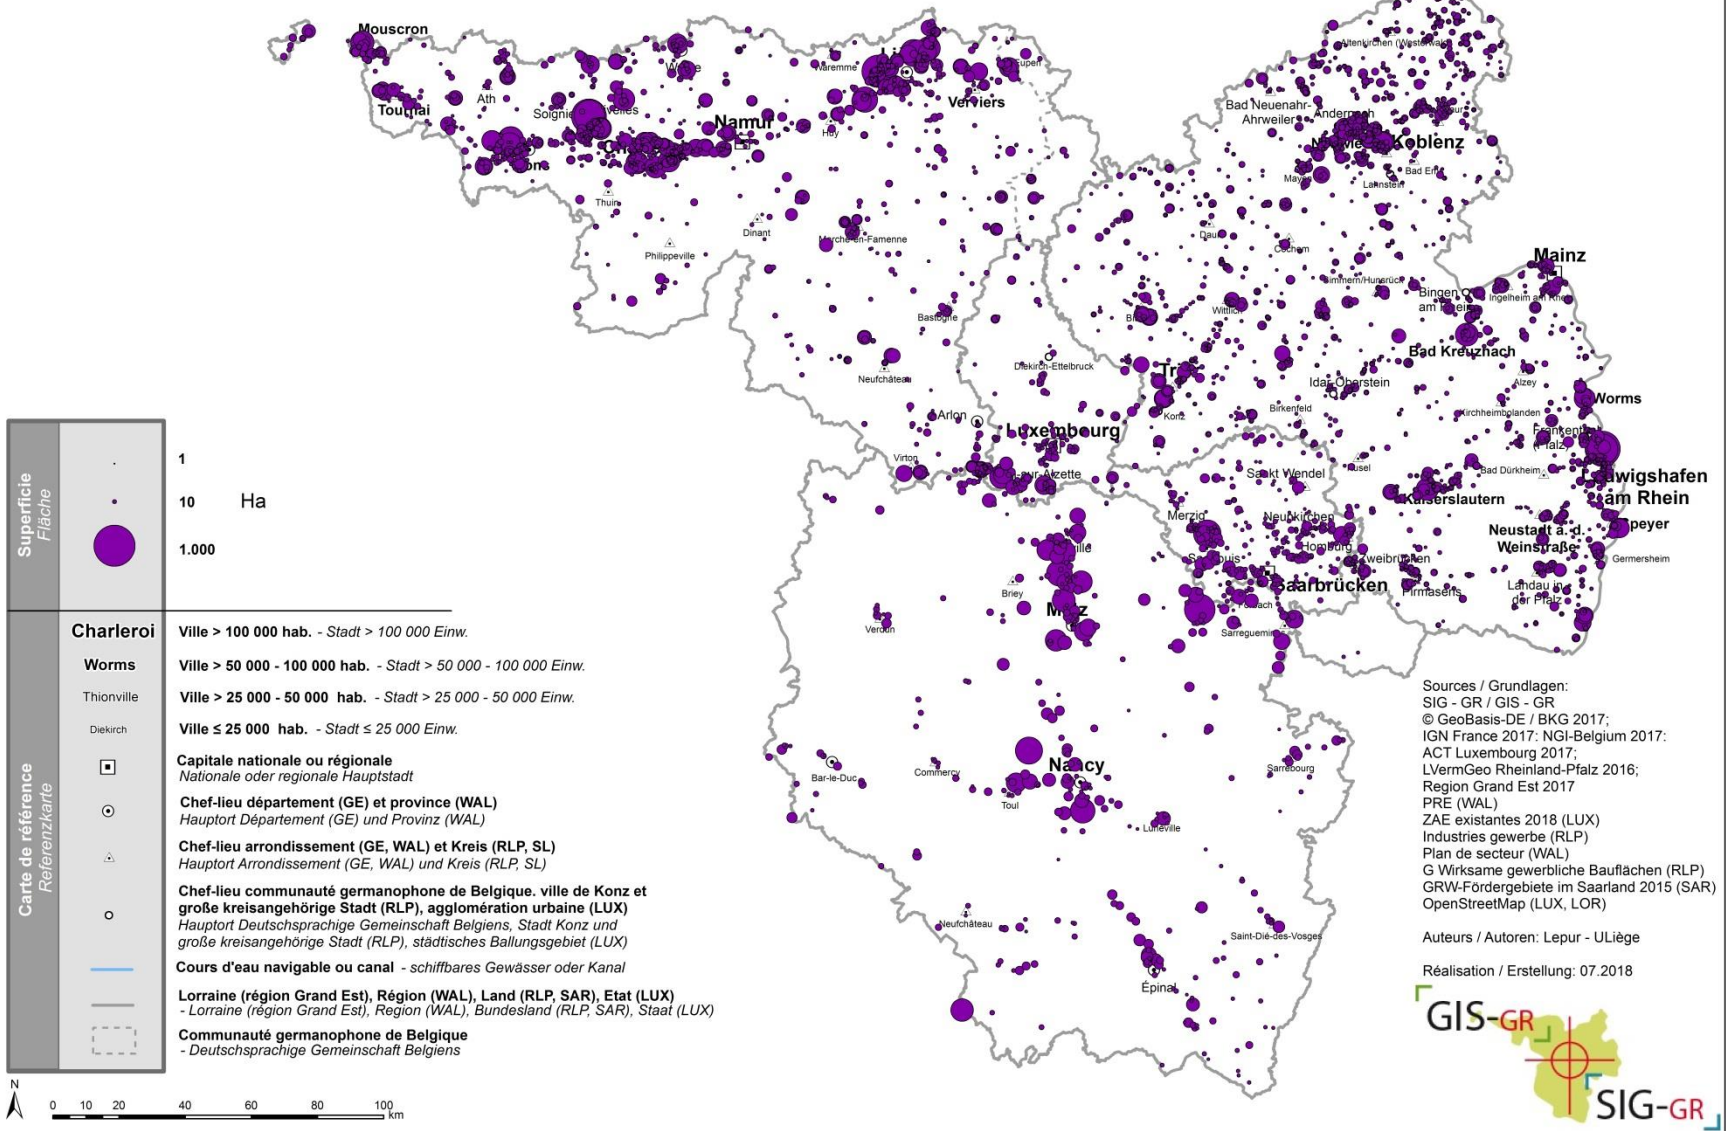 Mouscron
Tournai
Ath
Namur
Huy
Waremme
Verviers
Eupen
Thuin
Dinant
Philippeville
Marche-en-Famenne
Bastogne
Neufchâteau
Arlon
Virton
Diekirch-Ettelbruck
Luxembourg
Altenkirchen (Westerwald)
Bad Neuenahr-
Ahrweiler
Andernach
Koblenz
Mayen
Lahnstein
Bad Ems
Daun
Cochem
Simmern/Hunsrück
Wittlich
Mainz
Bingen
am Rhein
Ingelheim am Rhein
Bad Kreuznach
Alzey
Idar-Oberstein
Konz
Birkenfeld
Kirchheimbolanden
Worms
Frankenthal
(Pfalz)
Sankt Wendel
Kusel
Bad Dürkheim
Ludwigshafen
am Rhein
Kaiserslautern
Merzig
Neunkirchen
Homburg
Zweibrücken
Neustadt a. d.
Weinstraße
Speyer
Germersheim
Saarbrücken
Pirmasens
Landau in
der Pfalz
Forbach
Sarreguemines
Briey
Metz
Verdun
Bar-le-Duc
Commercy
Nancy
Toul
Sarrebourg
Lunéville
Neufchâteau
Saint-Dié-des-Vosges
Épinal
Superficie
Fläche
1
10
Ha
1.000
Carte de référence
Referenzkarte
Charleroi
Ville > 100 000 hab. - Stadt > 100 000 Einw.
Worms
Ville > 50 000 - 100 000 hab. - Stadt > 50 000 - 100 000 Einw.
Thionville
Ville > 25 000 - 50 000 hab. - Stadt > 25 000 - 50 000 Einw.
Diekirch
Ville ≤ 25 000 hab. - Stadt ≤ 25 000 Einw.
Capitale nationale ou régionale
Nationale oder regionale Hauptstadt
Chef-lieu département (GE) et province (WAL)
Hauptort Département (GE) und Provinz (WAL)
Chef-lieu arrondissement (GE, WAL) et Kreis (RLP, SL)
Hauptort Arrondissement (GE, WAL) und Kreis (RLP, SL)
Chef-lieu communauté germanophone de Belgique. ville de Konz et
große kreisangehörige Stadt (RLP), agglomération urbaine (LUX)
Hauptort Deutschsprachige Gemeinschaft Belgiens, Stadt Konz und
große kreisangehörige Stadt (RLP), städtisches Ballungsgebiet (LUX)
Cours d'eau navigable ou canal - schiffbares Gewässer oder Kanal
Lorraine (région Grand Est), Région (WAL), Land (RLP, SAR), Etat (LUX)
- Lorraine (région Grand Est), Region (WAL), Bundesland (RLP, SAR), Staat (LUX)
Communauté germanophone de Belgique
- Deutschsprachige Gemeinschaft Belgiens
N
0 10 20 40 60 80 100
km
Sources / Grundlagen:
SIG - GR / GIS - GR
© GeoBasis-DE / BKG 2017;
IGN France 2017: NGI-Belgium 2017:
ACT Luxembourg 2017;
LVermGeo Rheinland-Pfalz 2016;
Region Grand Est 2017
PRE (WAL)
ZAE existantes 2018 (LUX)
Industries gewerbe (RLP)
Plan de secteur (WAL)
G Wirksame gewerbliche Bauflächen (RLP)
GRW-Fördergebiete im Saarland 2015 (SAR)
OpenStreetMap (LUX, LOR)
Auteurs / Autoren: Lepur - ULiège
Réalisation / Erstellung: 07.2018
GIS-GR
SIG-GR